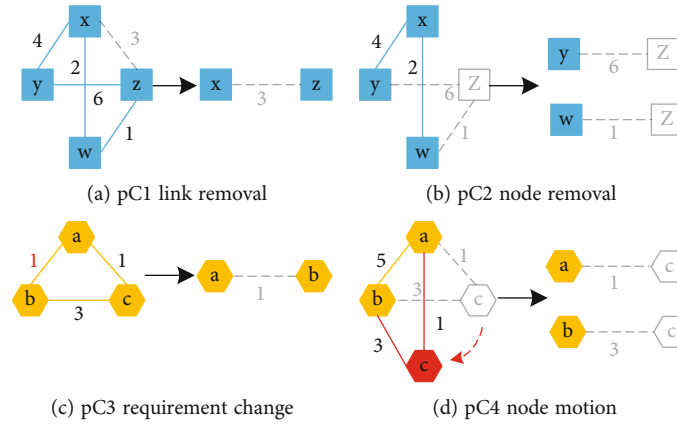 x
4
3
2
y
z
x
z
6
3
1
w
(a) pC1 link removal
x
4
2
y
y
Z
6
Z
6
1
w
Z
1
(b) pC2 node removal
a
1
1
a
b
b
c
1
3
(c) pC3 requirement change
a
5
1
a
c
1
b
3
c
1
3
b
c
3
c
(d) pC4 node motion